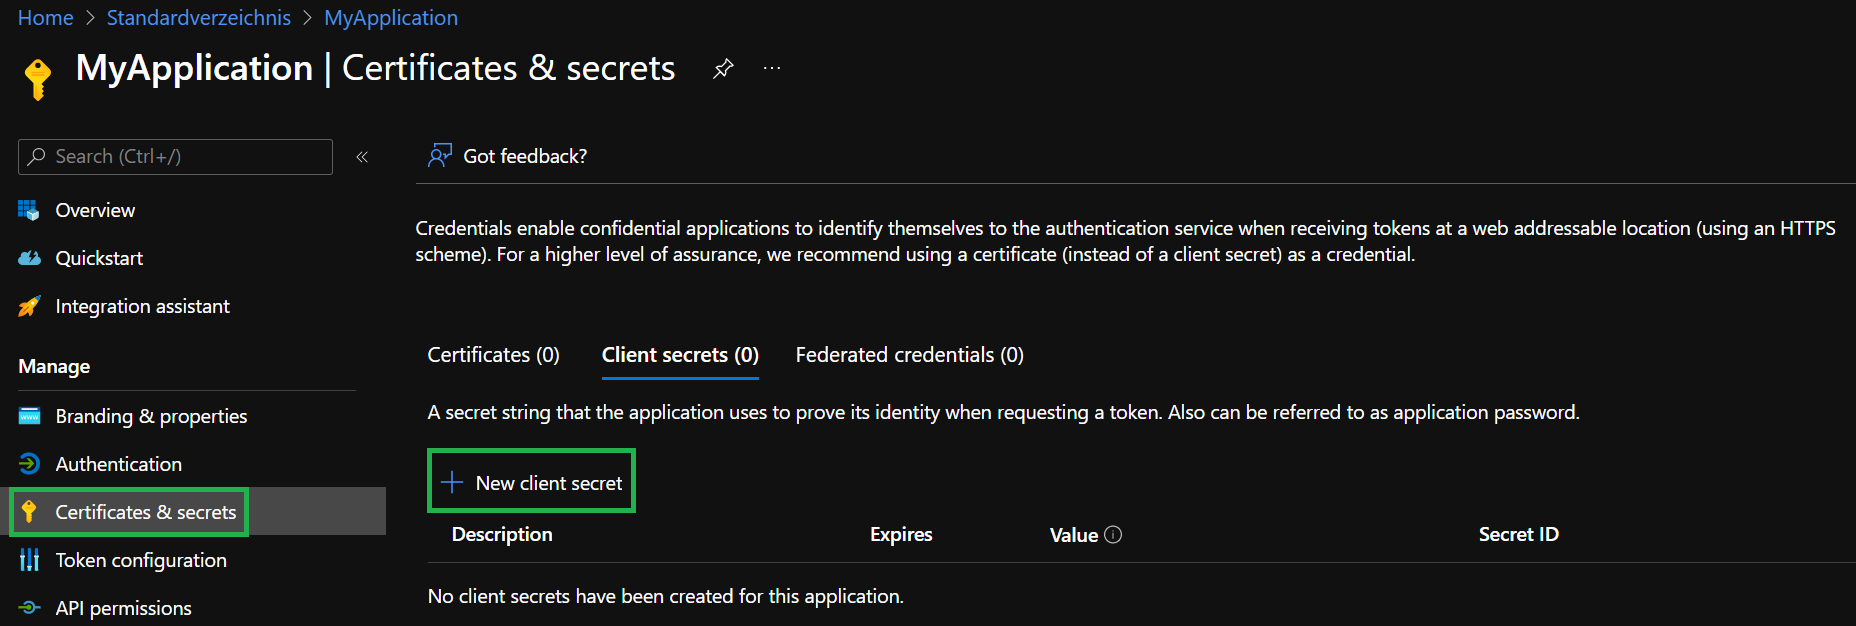 Home > Standardverzeichnis > MyApplication
MyApplication | Certificates & secrets ...
Search (Ctrl+/)
«
Got feedback?
Overview
Quickstart
Integration assistant
Manage
Branding & properties
Authentication
Certificates & secrets
Token configuration
API permissions
Credentials enable confidential applications to identify themselves to the authentication service when receiving tokens at a web addressable location (using an HTTPS
scheme). For a higher level of assurance, we recommend using a certificate (instead of a client secret) as a credential.
Certificates (0) Client secrets (0) Federated credentials (0)
A secret string that the application uses to prove its identity when requesting a token. Also can be referred to as application password.
+ New client secret
Description Expires Value Secret ID
No client secrets have been created for this application.